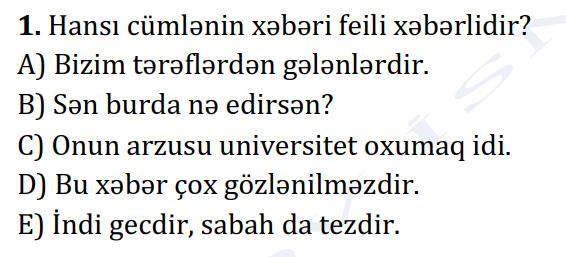 1. Hansı cümlənin xəbəri feili xəbərlidir?
A) Bizim tərəflərdən gələnlərdir.
B) Sən burda nə edirsən?
C) Onun arzusu universitet oxumaq idi.
D) Bu xəbər çox gözlənilməzdir.
E) İndi gecdir, sabah da tezdir.